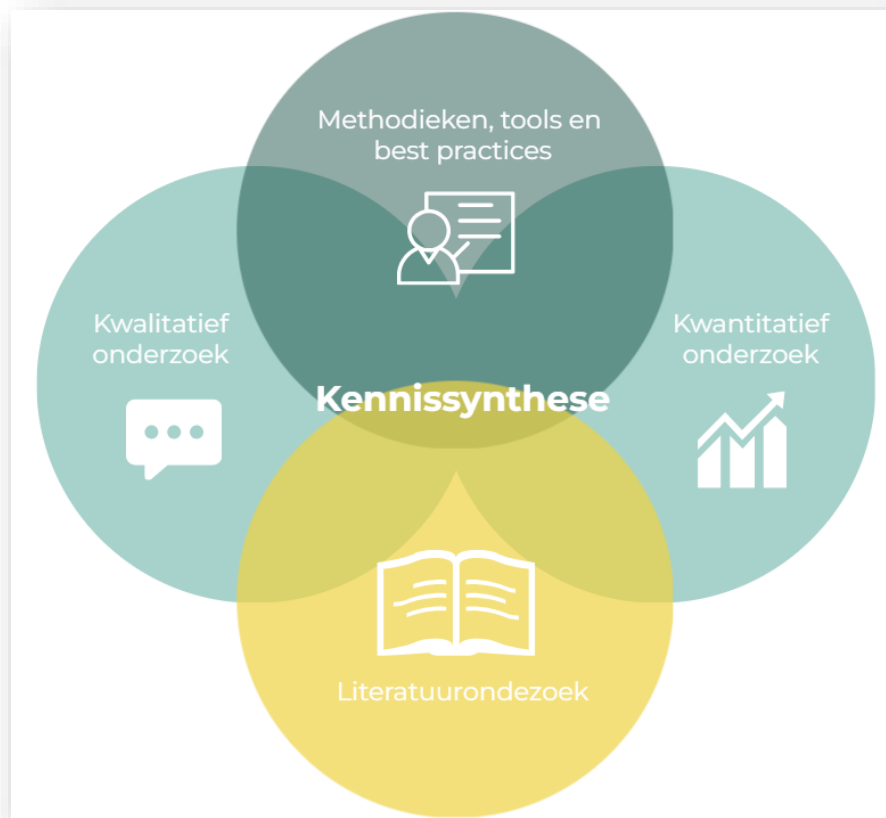 Methodieken, tools en
best practices
Kwalitatief
onderzoek
Kwantitatief
onderzoek
Kennissynthese
Literatuurondezoek